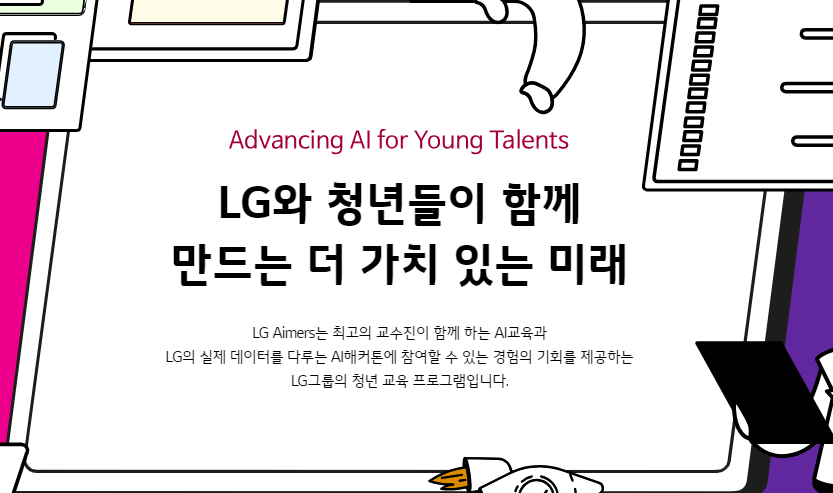 Advancing AI for Young Talents
LG와 청년들이 함께
만드는 더 가치 있는 미래
LG Aimers는 최고의 교수진이 함께 하는 AI교육과
LG의 실제 데이터를 다루는 AI해커톤에 참여할 수 있는 경험의 기회를 제공하는
LG그룹의 청년 교육 프로그램입니다.